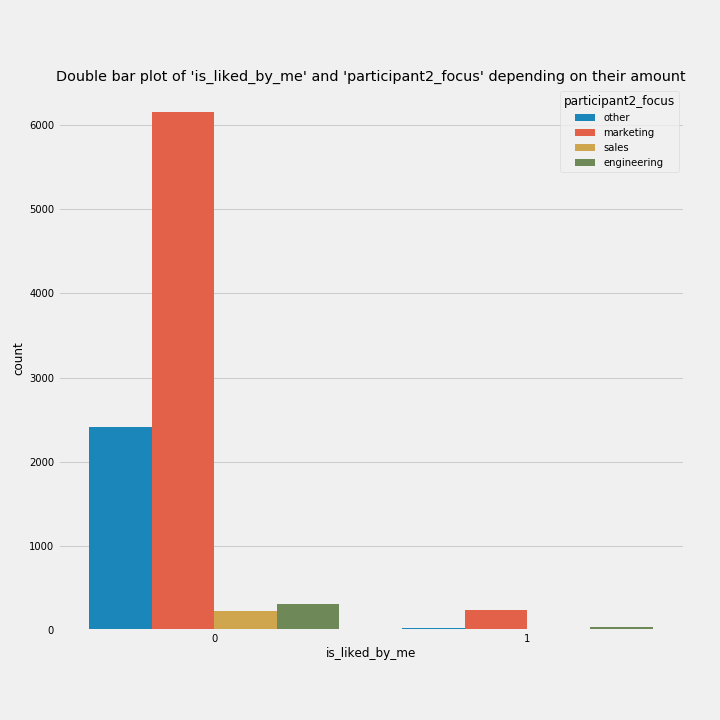 Double bar plot of 'is_liked_by_me' and 'participant2_focus' depending on their amount
participant2_focus
other
marketing
sales
engineering
6000
5000
4000
3000
2000
1000
0
count
0
1
is_liked_by_me